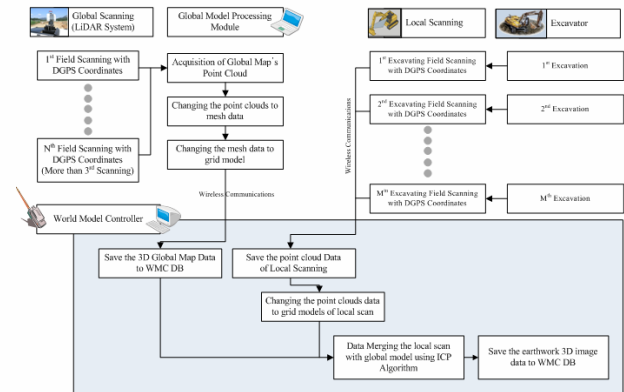 Global Scanning
(LiDAR System)
Global Model Processing
Module
Local Scanning
Excavator
1st Field Scanning with
DGPS Coordinates
Nth Field Scanning with
DGPS Coordinates
(More than 3rd Scanning)
Acquisition of Global Map's
Point Cloud
Changing the point clouds to
mesh data
Changing the mesh data to
grid model
Wireless Communications
Wireless Communications
1st Excavating Field Scanning
with DGPS Coordinates
1st Excavation
2nd Excavating Field Scanning
with DGPS Coordinates
2nd Excavation
Mth Excavating Field Scanning
with DGPS Coordinates
Mth Excavation
World Model Controller
Save the 3D Global Map Data
to WMC DB
Save the point cloud Data
of Local Scanning
Changing the point clouds data
to grid models of local scan
Data Merging the local scan
with global model using ICP
Algorithm
Save the earthwork 3D image
data to WMC DB